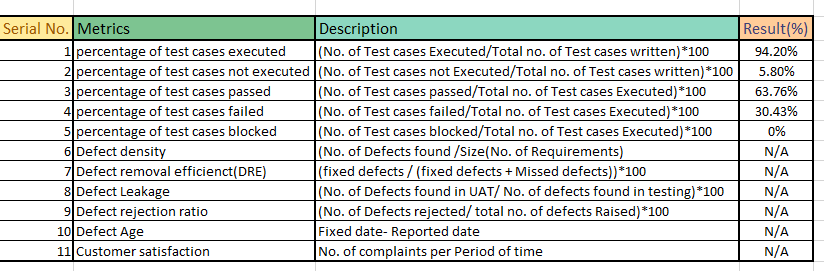 Serial No. Metrics Description Result(%)
1 percentage of test cases executed (No. of Test cases Executed/Total no. of Test cases written)*100 94.20%
2 percentage of test cases not executed (No. of Test cases not Executed/Total no. of Test cases written)*100 5.80%
3 percentage of test cases passed (No. of Test cases passed/Total no. of Test cases Executed)*100 63.76%
4 percentage of test cases failed (No. of Test cases failed/Total no. of Test cases Executed)*100 30.43%
5 percentage of test cases blocked (No. of Test cases blocked/Total no. of Test cases Executed)*100 0%
6 Defect density (No. of Defects found /Size(No. of Requirements) N/A
7 Defect removal efficienct(DRE) (fixed defects / (fixed defects + Missed defects))*100 N/A
8 Defect Leakage (No. of Defects found in UAT/ No. of defects found in testing)*100 N/A
9 Defect rejection ratio (No. of Defects rejected/ total no. of defects Raised)*100 N/A
10 Defect Age Fixed date- Reported date N/A
11 Customer satisfaction No. of complaints per Period of time N/A